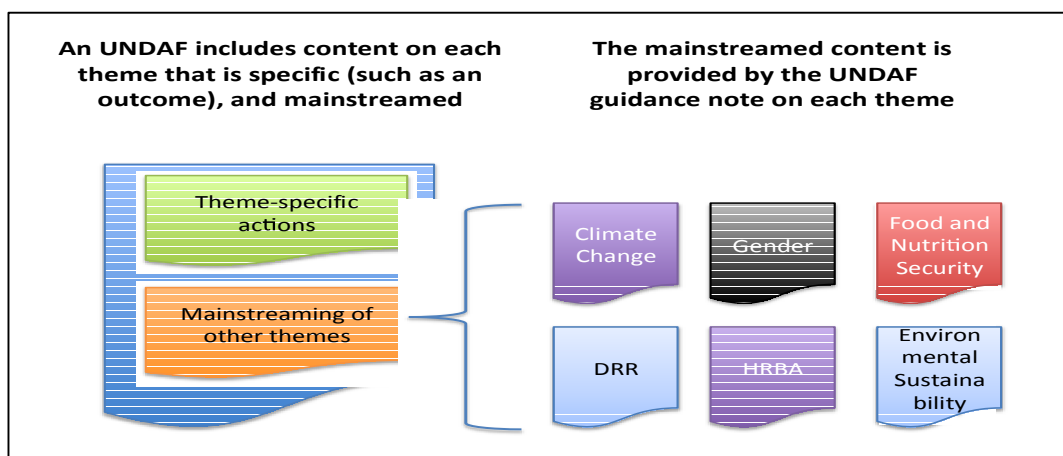 An UNDAF includes content on each
theme that is specific (such as an
outcome), and mainstreamed
The mainstreamed content is
provided by the UNDAF
guidance note on each theme
Theme-specific
actions
Mainstreaming of
other themes
Climate
Change
Gender
Food and
Nutrition
Security
DRR
HRBA
Environ
mental
Sustaina
bility